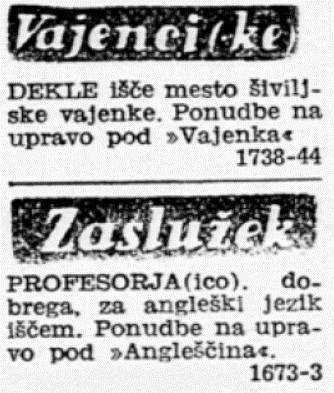 Vajenci(-ke)
DEKLE išče mesto šivilj-
ske vajenke. Ponudbe na
upravo pod »Vajenka«
1738-44
Zaslužek
PROFESORJA(ico). do-
brega, za angleški jezik
iščem. Ponudbe na upra-
vo pod »Angleščina«.
1673-3